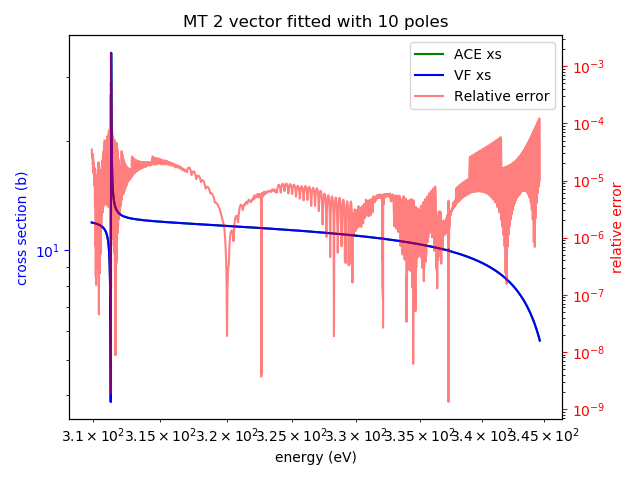 MT 2 vector fitted with 10 poles
ACE xs
VF xs
Relative error
cross section (b)
10¹
10⁻³
10⁻⁴
10⁻⁵
10⁻⁶
10⁻⁷
10⁻⁸
10⁻⁹
relative error
3.1 × 10² 3.15 × 10² 3.2 × 10² 3.25 × 10² 3.3 × 10² 3.35 × 10² 3.4 × 10² 3.45 × 10²
energy (eV)